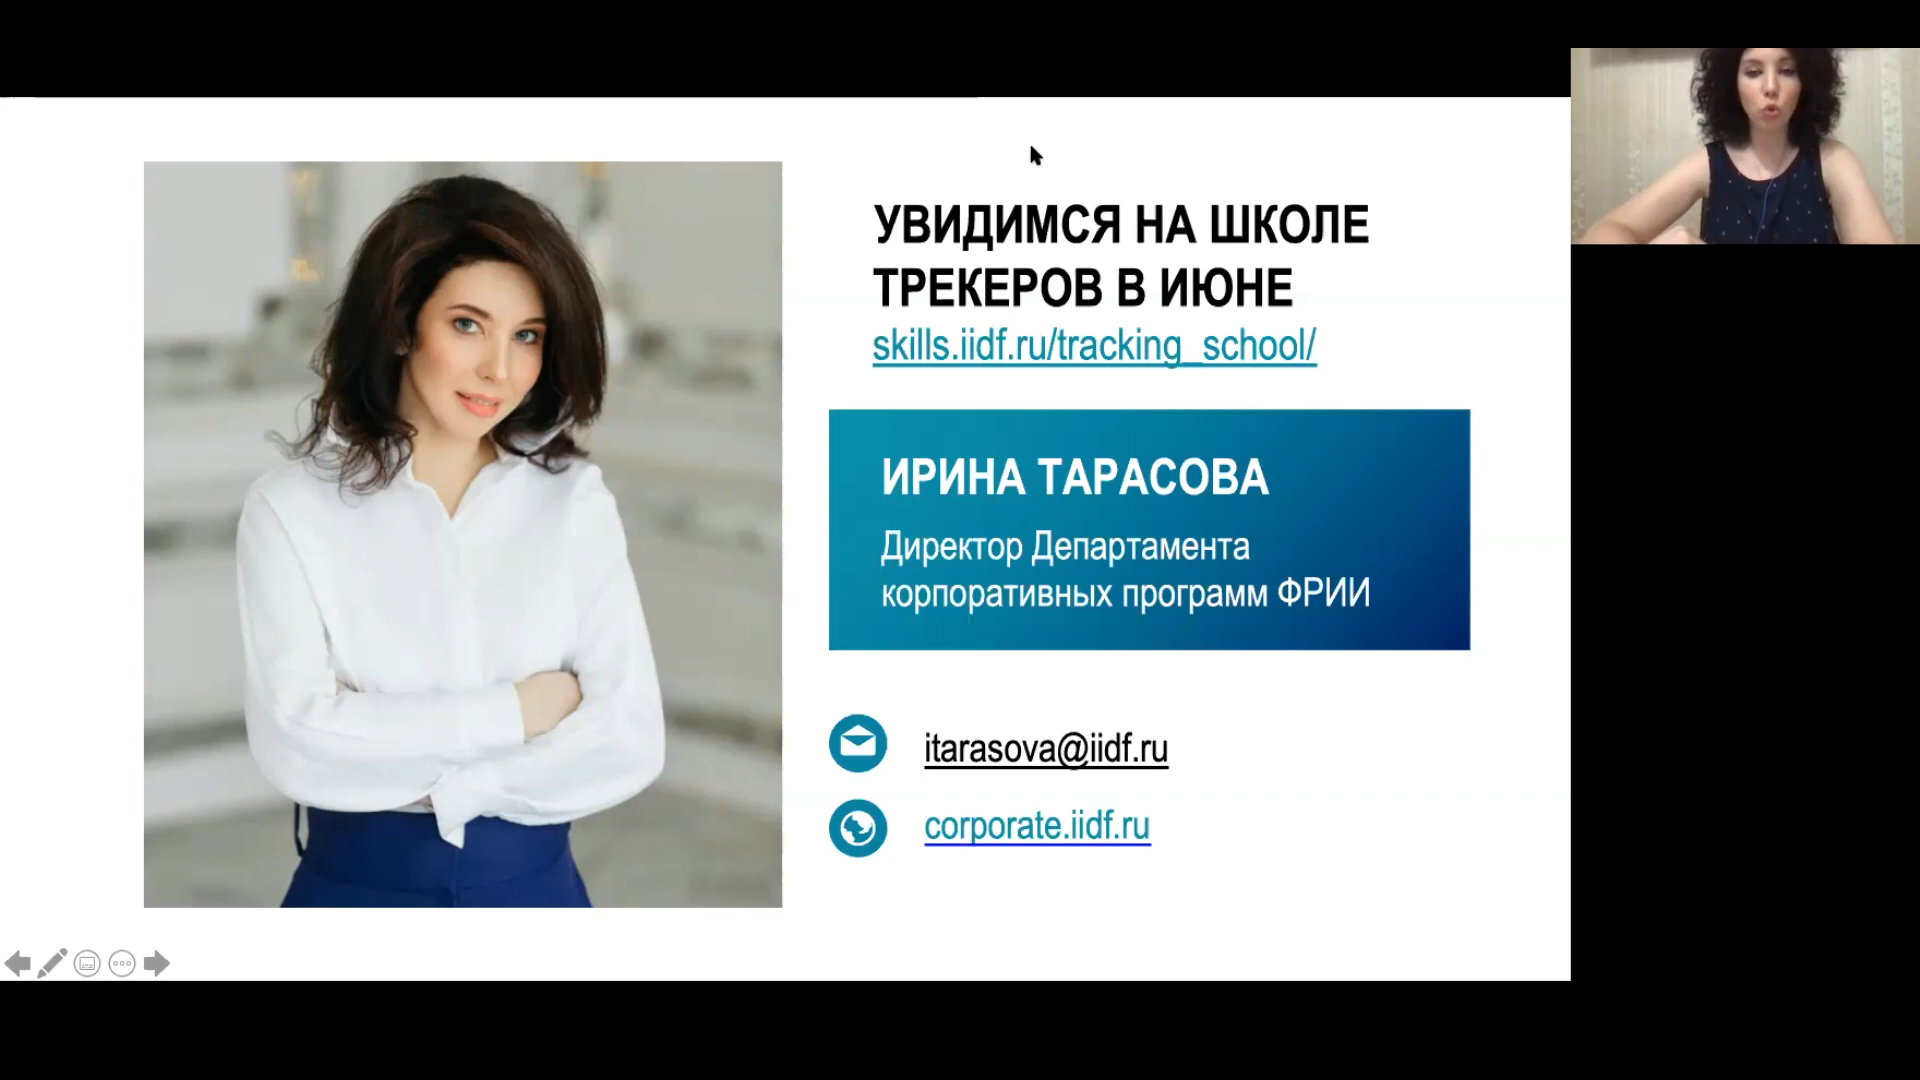 УВИДИМСЯ НА ШКОЛЕ
ТРЕКЕРОВ В ИЮНЕ
skills.iidf.ru/tracking_school/
ИРИНА ТАРАСОВА
Директор Департамента
корпоративных программ ФРИИ
itarasova@iidf.ru
corporate.iidf.ru